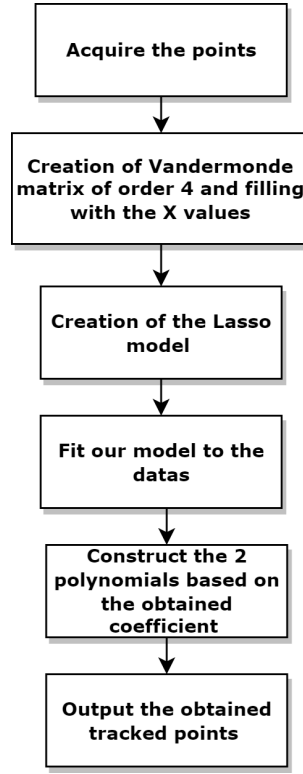 Acquire the points
Creation of Vandermonde
matrix of order 4 and filling
with the X values
Creation of the Lasso
model
Fit our model to the
datas
Construct the 2
polynomials based on
the obtained
coefficient
Output the obtained
tracked points